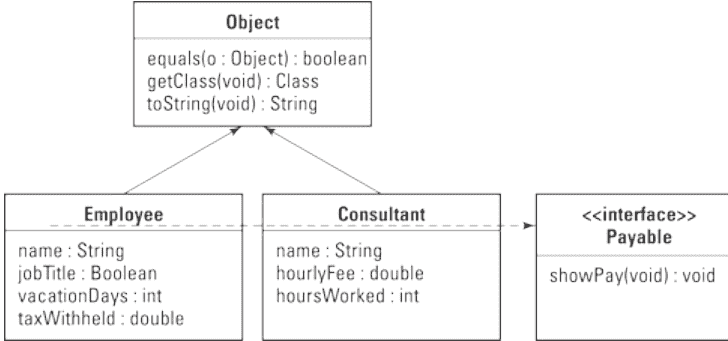 Object
equals(o : Object) : boolean
getClass(void) : Class
toString(void) : String
Employee
name : String
jobTitle : Boolean
vacationDays : int
taxWithheld : double
Consultant
name : String
hourlyFee : double
hoursWorked : int
<<interface>>
Payable
showPay(void) : void